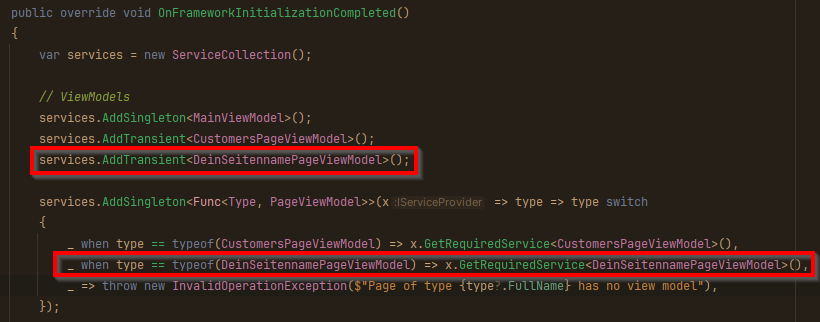 public override void OnFrameworkInitializationCompleted()
{
var services = new ServiceCollection();
// ViewModels
services.AddSingleton<MainViewModel>();
services.AddTransient<CustomersPageViewModel>();
services.AddTransient<DeinSeitennamePageViewModel>();
services.AddSingleton<Func<Type, PageViewModel>>(x :IServiceProvider => type => type switch
{
_ when type == typeof(CustomersPageViewModel) => x.GetRequiredService<CustomersPageViewModel>(),
_ when type == typeof(DeinSeitennamePageViewModel) => x.GetRequiredService<DeinSeitennamePageViewModel>(),
_ => throw new InvalidOperationException($"Page of type {type?.FullName} has no view model"),
});